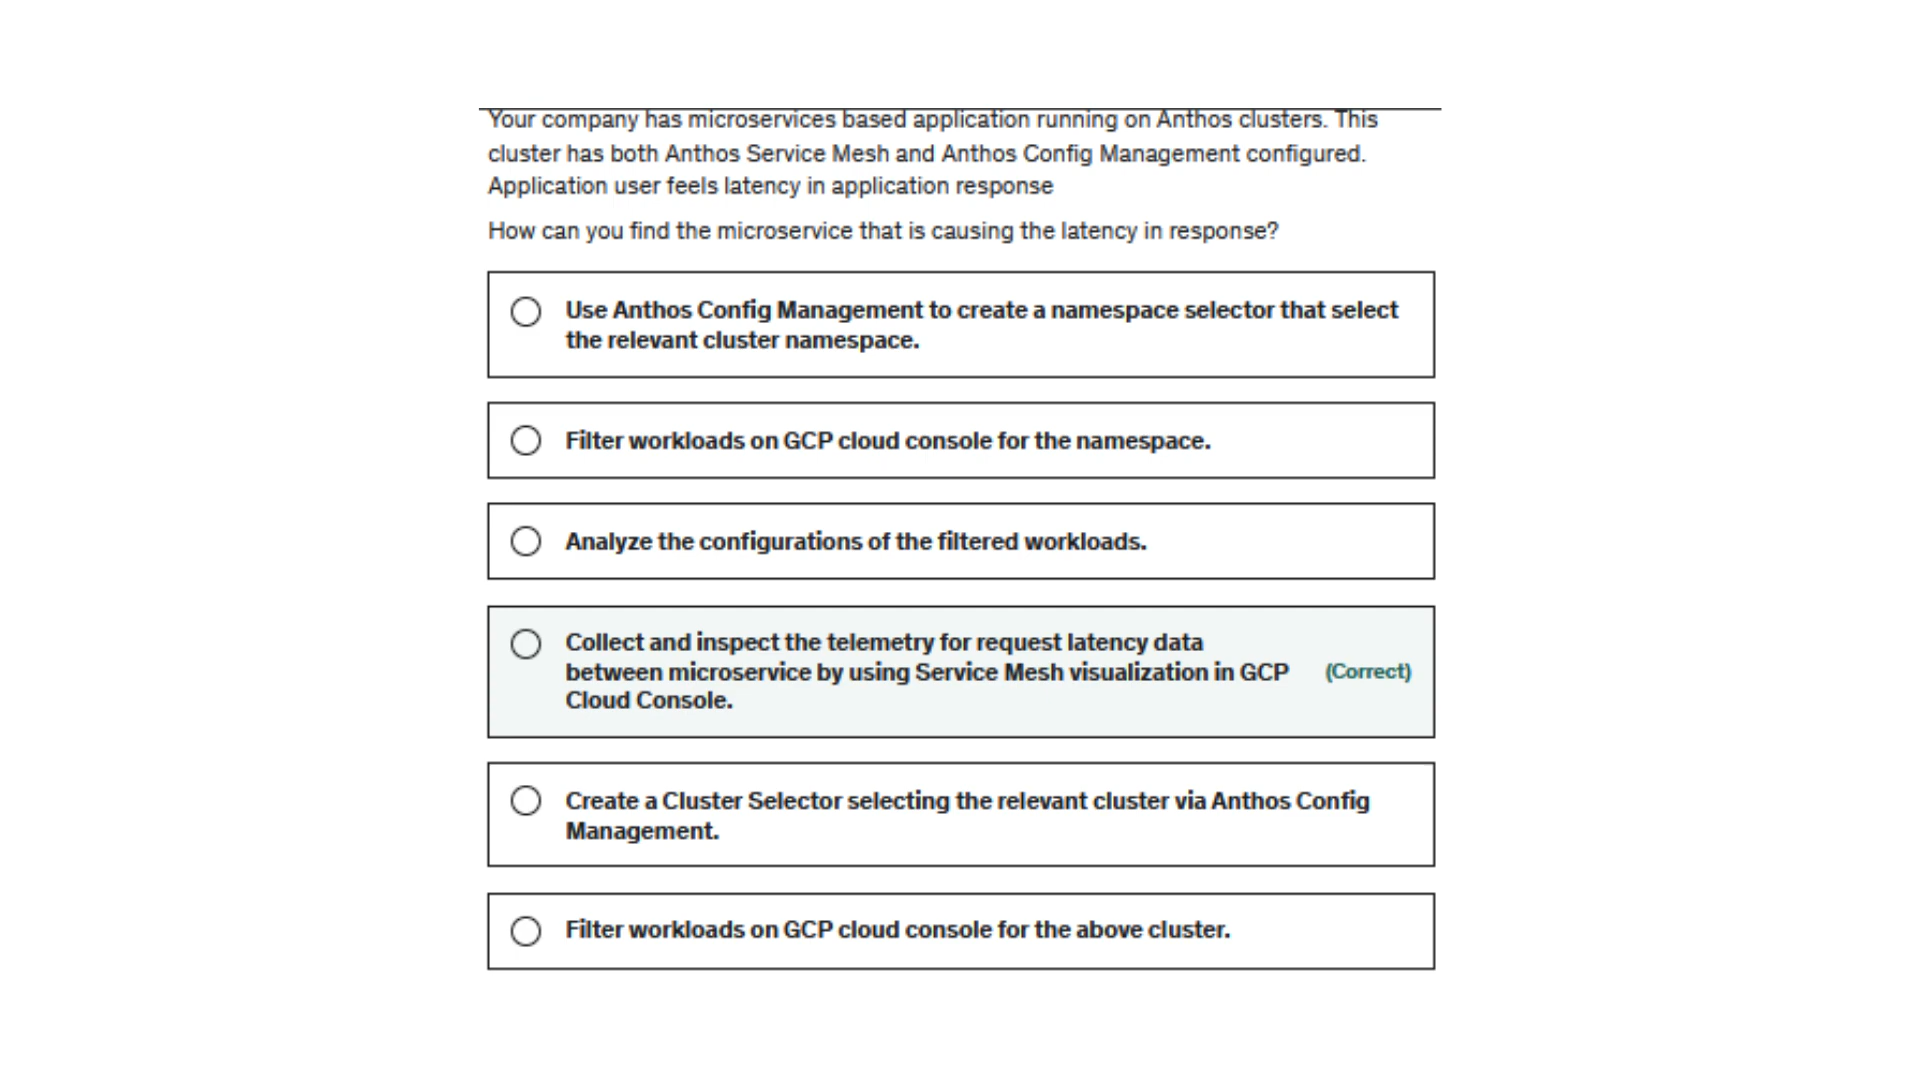 Your company has microservices based application running on Anthos clusters. This
cluster has both Anthos Service Mesh and Anthos Config Management configured.
Application user feels latency in application response
How can you find the microservice that is causing the latency in response?
Use Anthos Config Management to create a namespace selector that select
the relevant cluster namespace.
Filter workloads on GCP cloud console for the namespace.
Analyze the configurations of the filtered workloads.
Collect and inspect the telemetry for request latency data
between microservice by using Service Mesh visualization in GCP
Cloud Console.
(Correct)
Create a Cluster Selector selecting the relevant cluster via Anthos Config
Management.
Filter workloads on GCP cloud console for the above cluster.